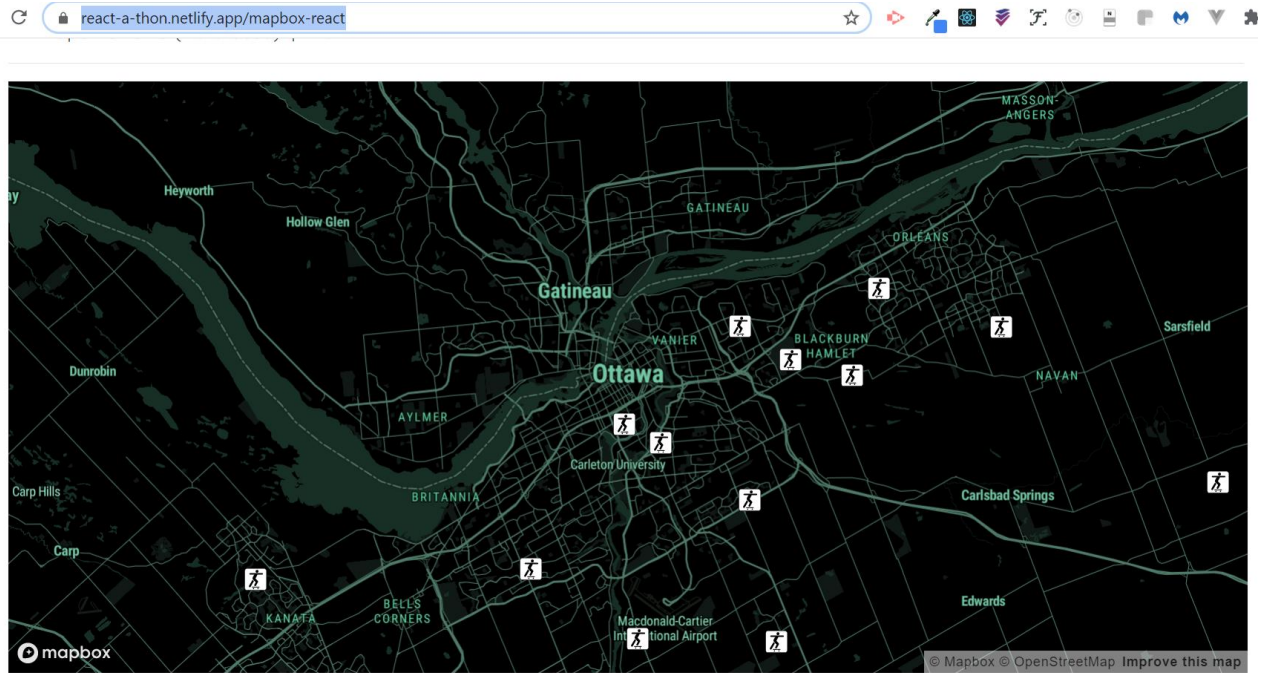 react-a-thon.netlify.app/mapbox-react
MASSON-
ANGERS
ay
Heyworth
GATINEAU
Hollow Glen
ORLÉANS
Gatineau
Sarsfield
VANIER
BLACKBURN
HAMLET
Dunrobin
Ottawa
NAVAN
AYLMER
Carleton University
Carp Hills
BRITANNIA
Carlsbad Springs
Carp
Edwards
BELLS
CORNERS
KANATA
Macdonald-Cartier
International Airport
mapbox
© Mapbox © OpenStreetMap Improve this map